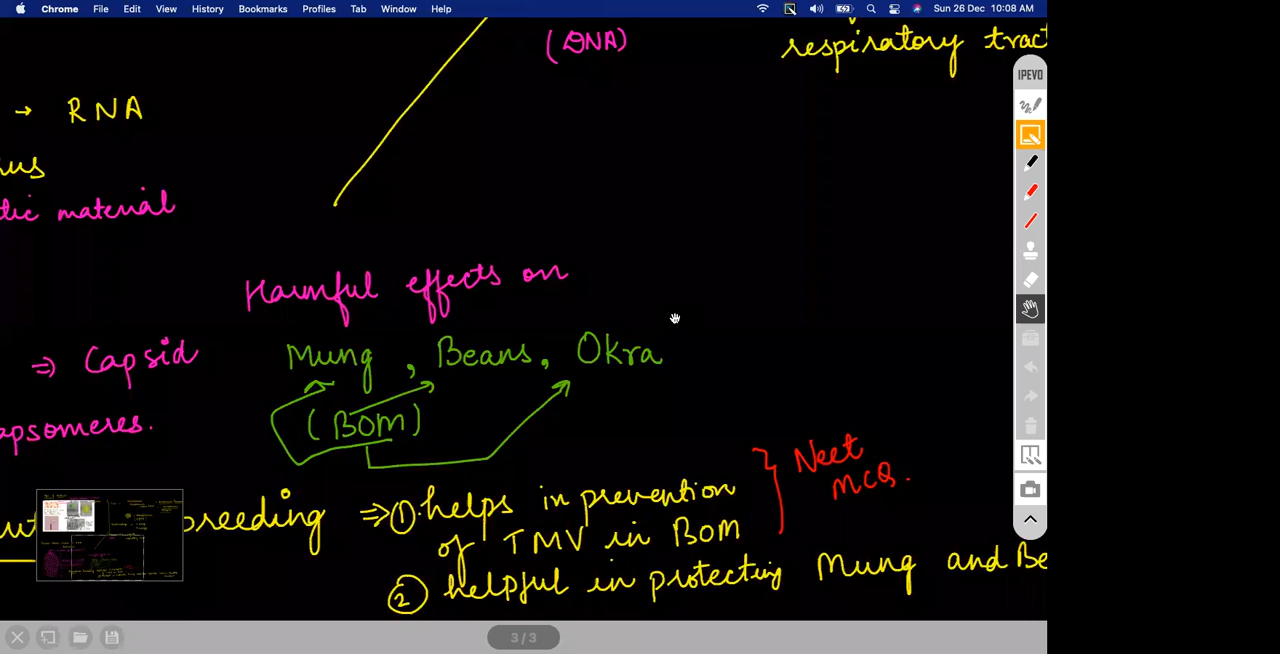 Chrome File Edit View History Bookmarks Profiles Tab Window Help Sun 26 Dec 10:08 AM
(DNA)
respiratory tract
IPEVO
→ RNA
us
tic material
Harmful effects on
⇒ Capsid
Mung , Beans, Okra
(BOM)
apsomeres.
Neet
MCQ.
breeding ⇒ ① helps in prevention
of TMV in BOM
② helpful in protecting Mung and Be
3 / 3